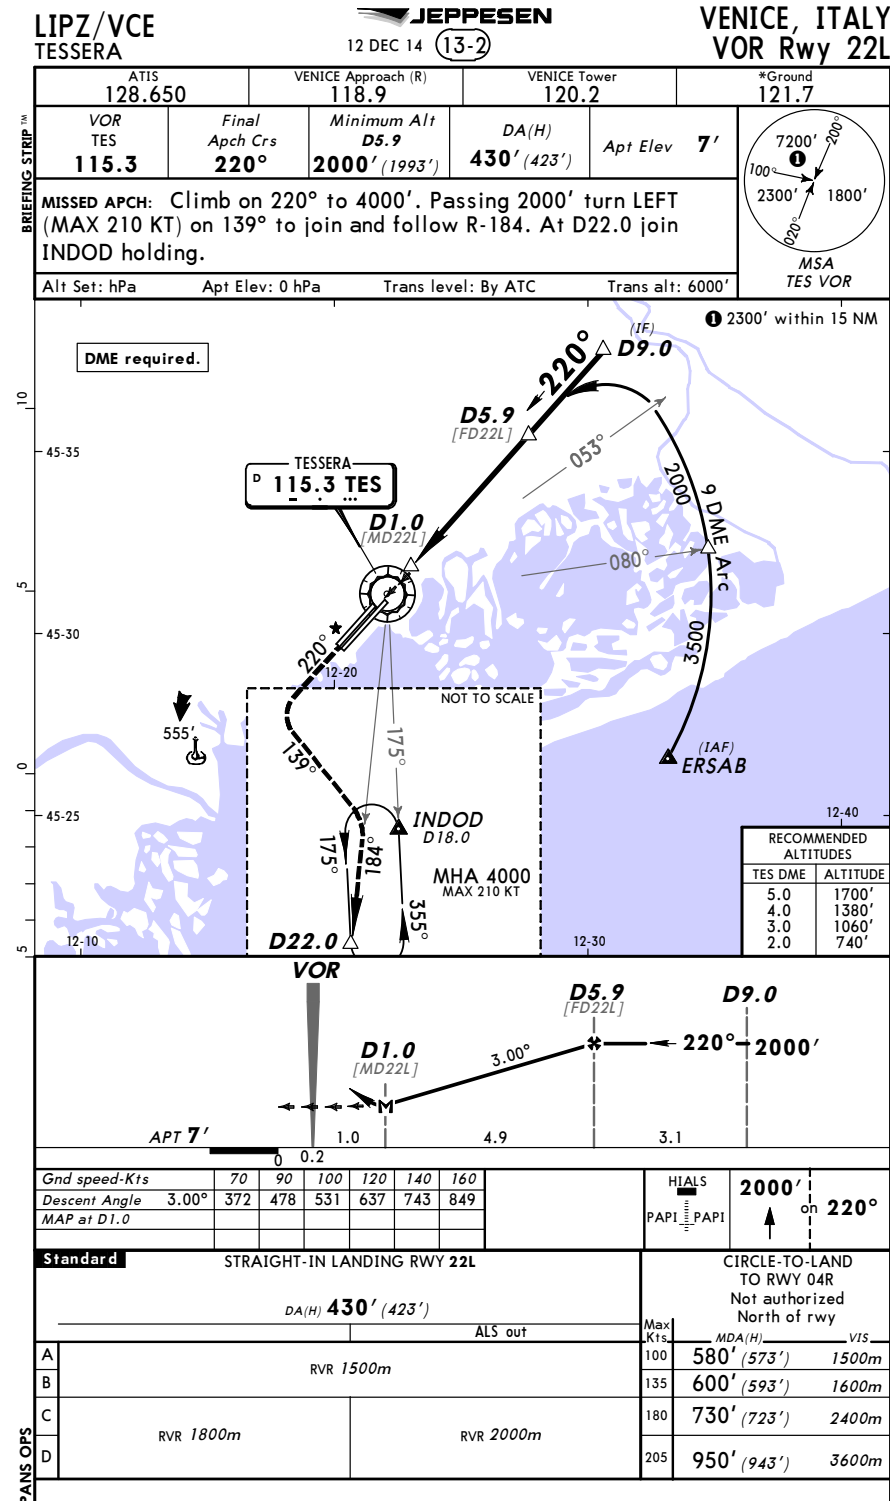 LIPZ/VCE
TESSERA
JEPPESEN
12 DEC 14 13-2
VENICE, ITALY
VOR Rwy 22L
BRIEFING STRIP™
ATIS
128.650
VENICE Approach (R)
118.9
VENICE Tower
120.2
*Ground
121.7
VOR
TES
115.3
Final
Apch Crs
220°
Minimum Alt
D5.9
2000' (1993')
DA(H)
430' (423')
Apt Elev 7'
MISSED APCH: Climb on 220° to 4000'. Passing 2000' turn LEFT
(MAX 210 KT) on 139° to join and follow R-184. At D22.0 join
INDOD holding.
Alt Set: hPa Apt Elev: 0 hPa Trans level: By ATC Trans alt: 6000'
7200'
1
200°
100°
2300'
1800'
020°
MSA
TES VOR
1 2300' within 15 NM
DME required.
(IF)
D9.0
220°
D5.9
[FD22L]
053°
2000
9 DME Arc
080°
3500
(IAF)
ERSAB
TESSERA
D 115.3 TES
D1.0
[MD22L]
220°
12-20
NOT TO SCALE
555'
139°
175°
INDOD
D18.0
175°
184°
MHA 4000
MAX 210 KT
355°
D22.0
10
45-35
5
45-30
0
45-25
5
12-10
12-30
12-40
RECOMMENDED
ALTITUDES
TES DME ALTITUDE
5.0 1700'
4.0 1380'
3.0 1060'
2.0 740'
VOR
D1.0
[MD22L]
3.00°
D5.9
[FD22L]
D9.0
220°
2000'
M
APT 7'
0
0.2
1.0
4.9
3.1
Gnd speed-Kts 70 90 100 120 140 160
Descent Angle 3.00° 372 478 531 637 743 849
MAP at D1.0
HIALS
PAPI PAPI
2000'
on 220°
Standard
STRAIGHT-IN LANDING RWY 22L
DA(H) 430' (423')
ALS out
A
B
C
D
RVR 1500m
RVR 1800m
RVR 2000m
CIRCLE-TO-LAND
TO RWY 04R
Not authorized
North of rwy
Max
Kts MDA(H) VIS
100 580' (573') 1500m
135 600' (593') 1600m
180 730' (723') 2400m
205 950' (943') 3600m
PANS OPS